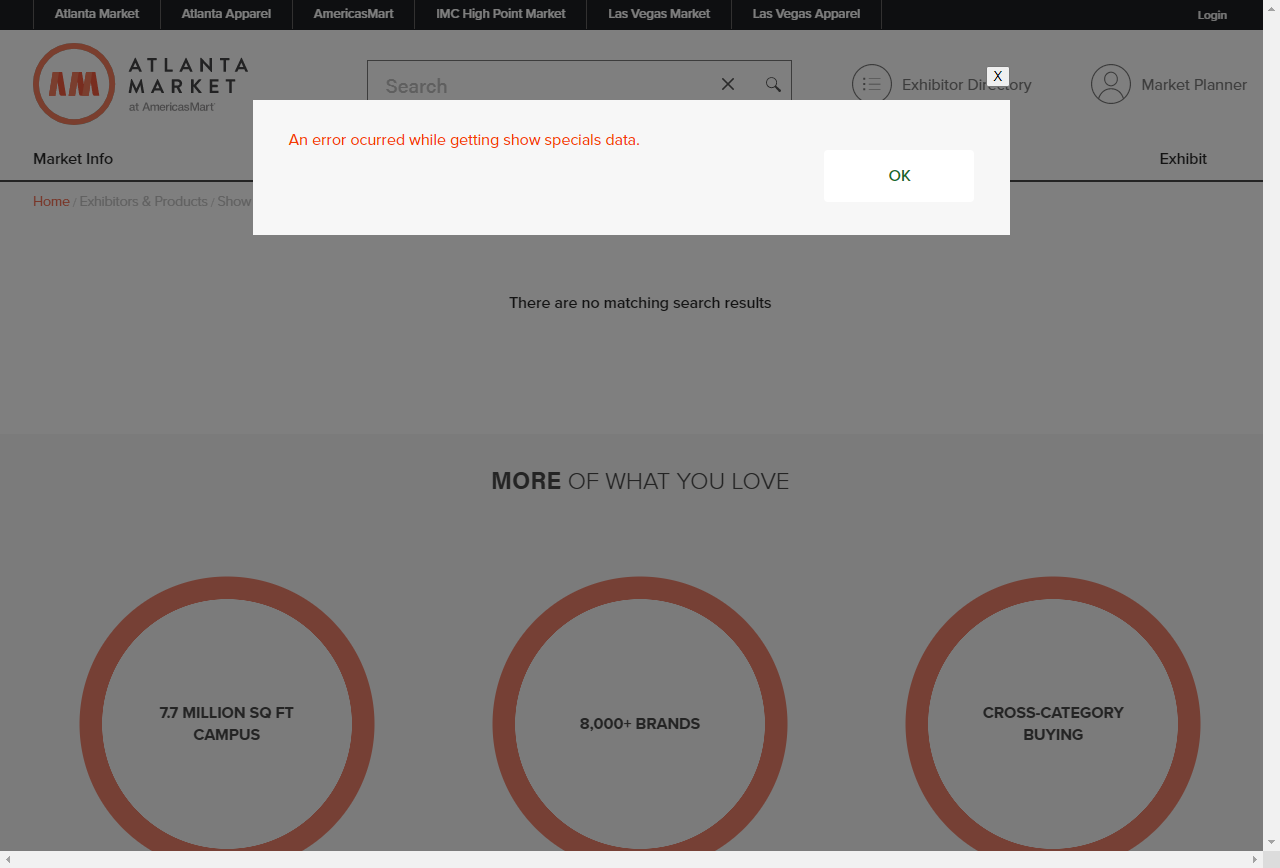 Atlanta Market
Atlanta Apparel
AmericasMart
IMC High Point Market
Las Vegas Market
Las Vegas Apparel
Login
ATLANTA
MARKET
at AmericasMart
Search
Exhibitor Directory
Market Planner
X
An error ocurred while getting show specials data.
OK
Market Info
Exhibit
Home / Exhibitors & Products / Show
There are no matching search results
MORE OF WHAT YOU LOVE
7.7 MILLION SQ FT
CAMPUS
8,000+ BRANDS
CROSS-CATEGORY
BUYING